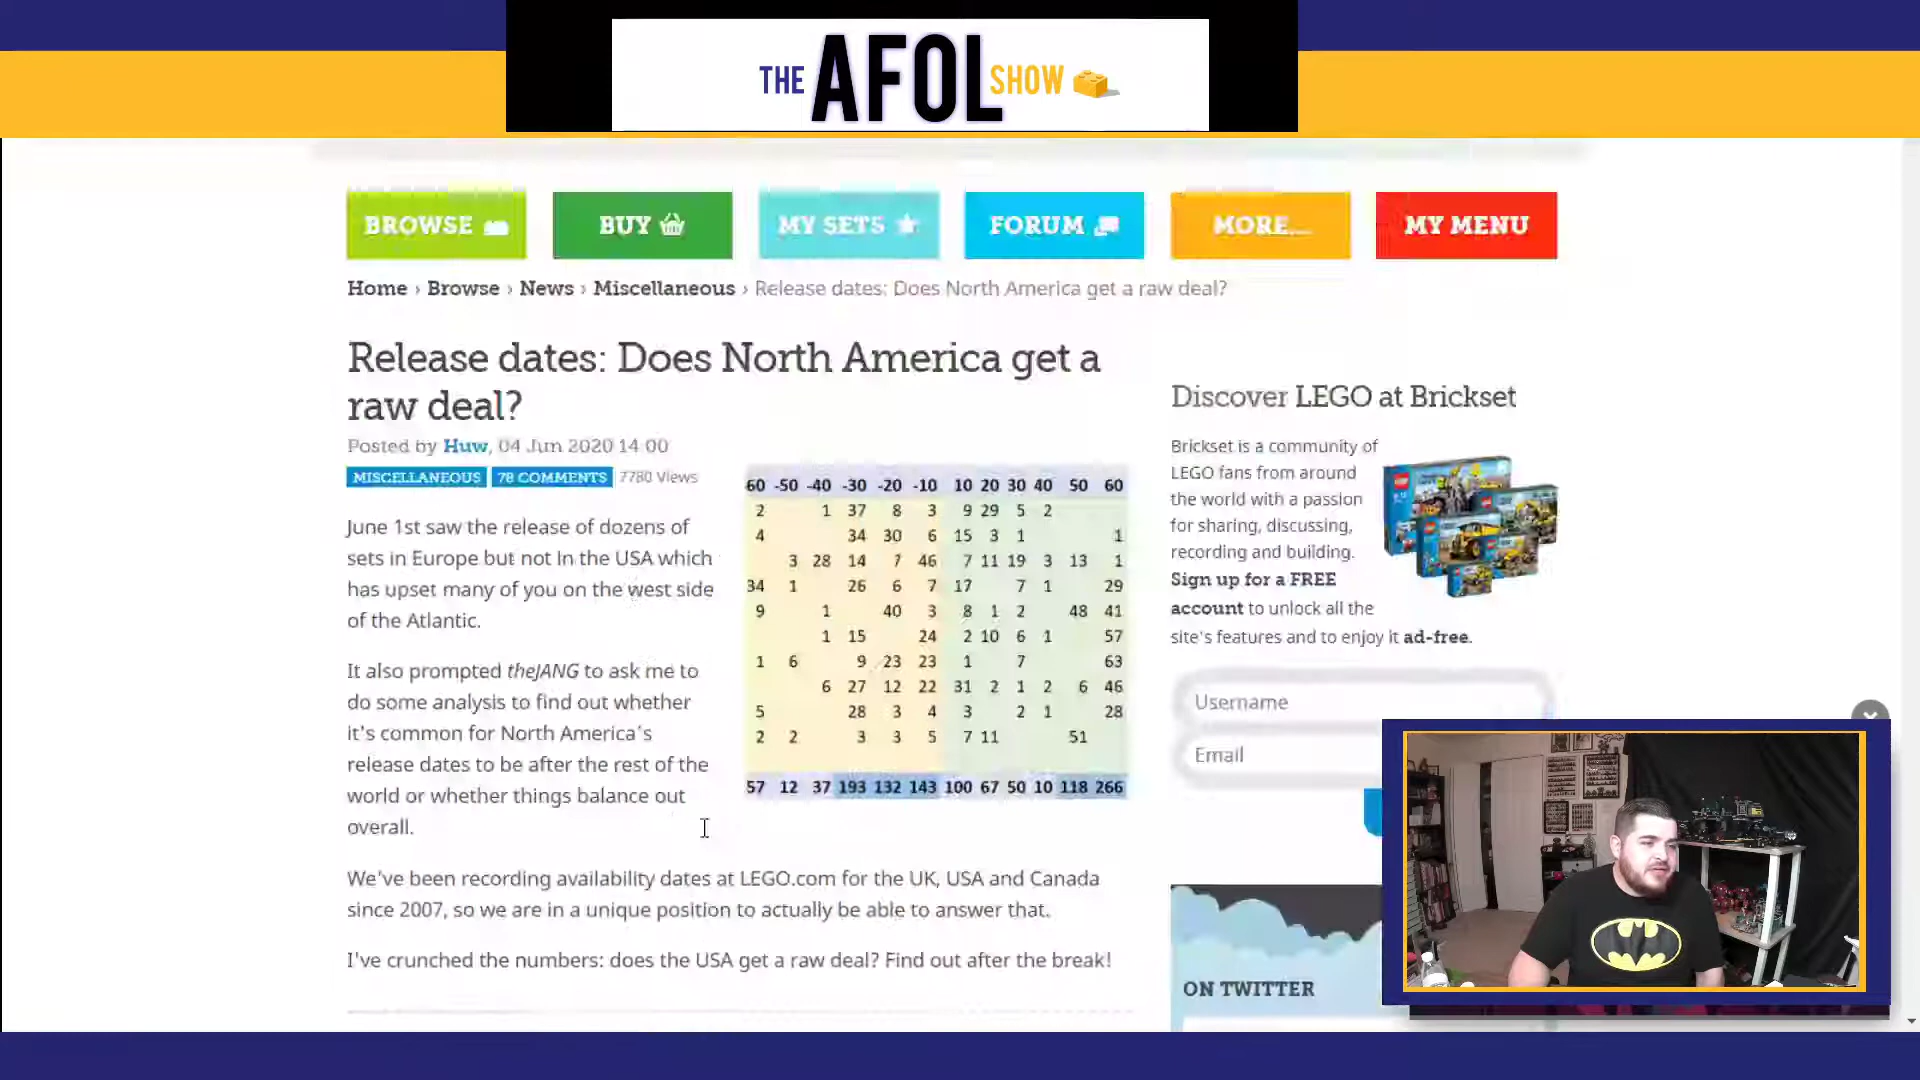 THE AFOL SHOW
BROWSE
BUY
MY SETS
FORUM
MORE...
MY MENU
Home › Browse › News › Miscellaneous › Release dates: Does North America get a raw deal?
Release dates: Does North America get a
raw deal?
Posted by Huw, 04 Jun 2020 14:00
MISCELLANEOUS 78 COMMENTS 7780 Views
June 1st saw the release of dozens of
sets in Europe but not in the USA which
has upset many of you on the west side
of the Atlantic.
It also prompted theJANG to ask me to
do some analysis to find out whether
it's common for North America's
release dates to be after the rest of the
world or whether things balance out
overall.
60 -50 -40 -30 -20 -10 10 20 30 40 50 60
2 1 37 8 3 9 29 5 2
4 34 30 6 15 3 1 1
3 28 14 7 46 7 11 19 3 13 1
34 1 26 6 7 17 7 1 29
9 1 40 3 8 1 2 48 41
1 15 24 2 10 6 1 57
1 6 9 23 23 1 7 63
6 27 12 22 31 2 1 2 6 46
5 28 3 4 3 2 1 28
2 2 3 3 5 7 11 51
57 12 37 193 132 143 100 67 50 10 118 266
We've been recording availability dates at LEGO.com for the UK, USA and Canada
since 2007, so we are in a unique position to actually be able to answer that.
I've crunched the numbers: does the USA get a raw deal? Find out after the break!
Discover LEGO at Brickset
Brickset is a community of
LEGO fans from around
the world with a passion
for sharing, discussing,
recording and building.
Sign up for a FREE
account to unlock all the
site's features and to enjoy it ad-free.
Username
Email
ON TWITTER